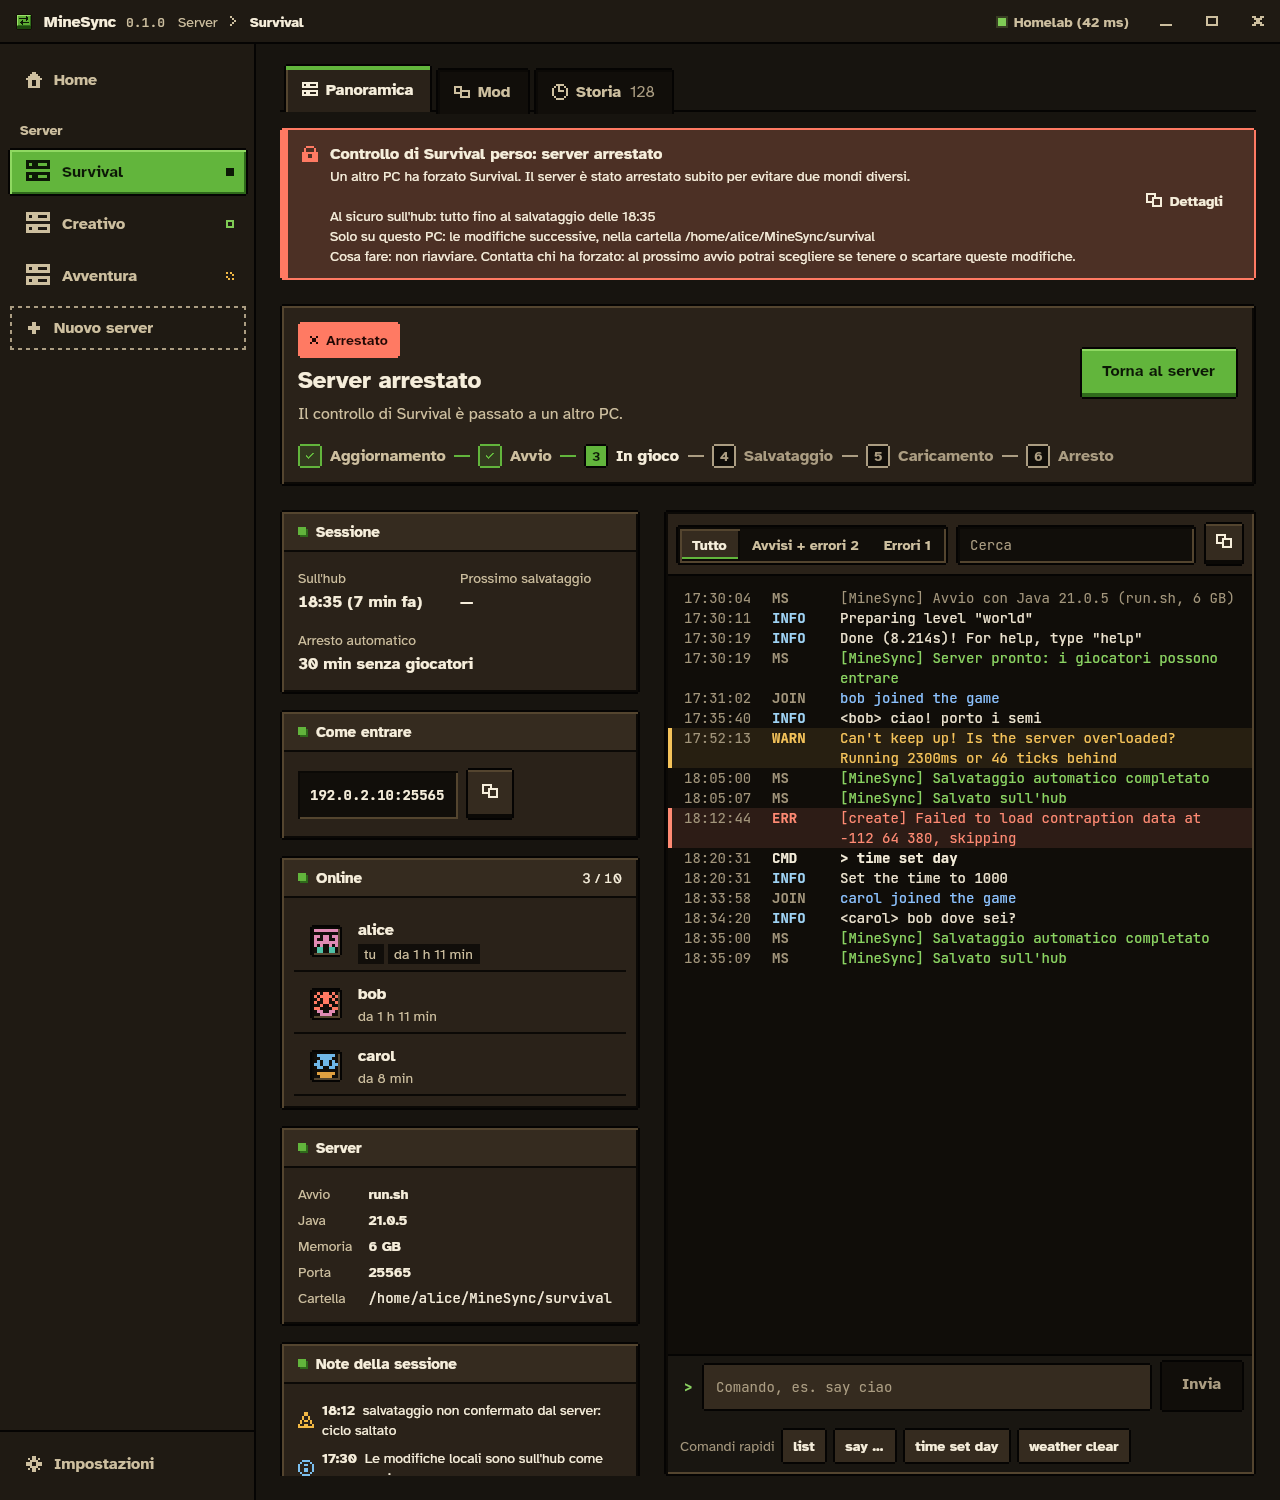 MineSync 0.1.0 Server > Survival
Homelab (42 ms)
Home
Server
Survival
Creativo
Avventura
Nuovo server
Impostazioni
Panoramica
Mod
Storia 128
Controllo di Survival perso: server arrestato
Un altro PC ha forzato Survival. Il server è stato arrestato subito per evitare due mondi diversi.
Al sicuro sull'hub: tutto fino al salvataggio delle 18:35
Solo su questo PC: le modifiche successive, nella cartella /home/alice/MineSync/survival
Cosa fare: non riavviare. Contatta chi ha forzato: al prossimo avvio potrai scegliere se tenere o scartare queste modifiche.
Dettagli
Arrestato
Server arrestato
Il controllo di Survival è passato a un altro PC.
Torna al server
Aggiornamento
Avvio
3 In gioco
4 Salvataggio
5 Caricamento
6 Arresto
Sessione
Sull'hub
18:35 (7 min fa)
Prossimo salvataggio
—
Arresto automatico
30 min senza giocatori
Come entrare
192.0.2.10:25565
Online
3 / 10
alice
tu da 1 h 11 min
bob
da 1 h 11 min
carol
da 8 min
Server
Avvio run.sh
Java 21.0.5
Memoria 6 GB
Porta 25565
Cartella /home/alice/MineSync/survival
Note della sessione
18:12 salvataggio non confermato dal server:
ciclo saltato
17:30 Le modifiche locali sono sull'hub come
Tutto
Avvisi + errori 2
Errori 1
Cerca
17:30:04 MS [MineSync] Avvio con Java 21.0.5 (run.sh, 6 GB)
17:30:11 INFO Preparing level "world"
17:30:19 INFO Done (8.214s)! For help, type "help"
17:30:19 MS [MineSync] Server pronto: i giocatori possono
entrare
17:31:02 JOIN bob joined the game
17:35:40 INFO <bob> ciao! porto i semi
17:52:13 WARN Can't keep up! Is the server overloaded?
Running 2300ms or 46 ticks behind
18:05:00 MS [MineSync] Salvataggio automatico completato
18:05:07 MS [MineSync] Salvato sull'hub
18:12:44 ERR [create] Failed to load contraption data at
-112 64 380, skipping
18:20:31 CMD > time set day
18:20:31 INFO Set the time to 1000
18:33:58 JOIN carol joined the game
18:34:20 INFO <carol> bob dove sei?
18:35:00 MS [MineSync] Salvataggio automatico completato
18:35:09 MS [MineSync] Salvato sull'hub
> Comando, es. say ciao
Invia
Comandi rapidi
list
say …
time set day
weather clear